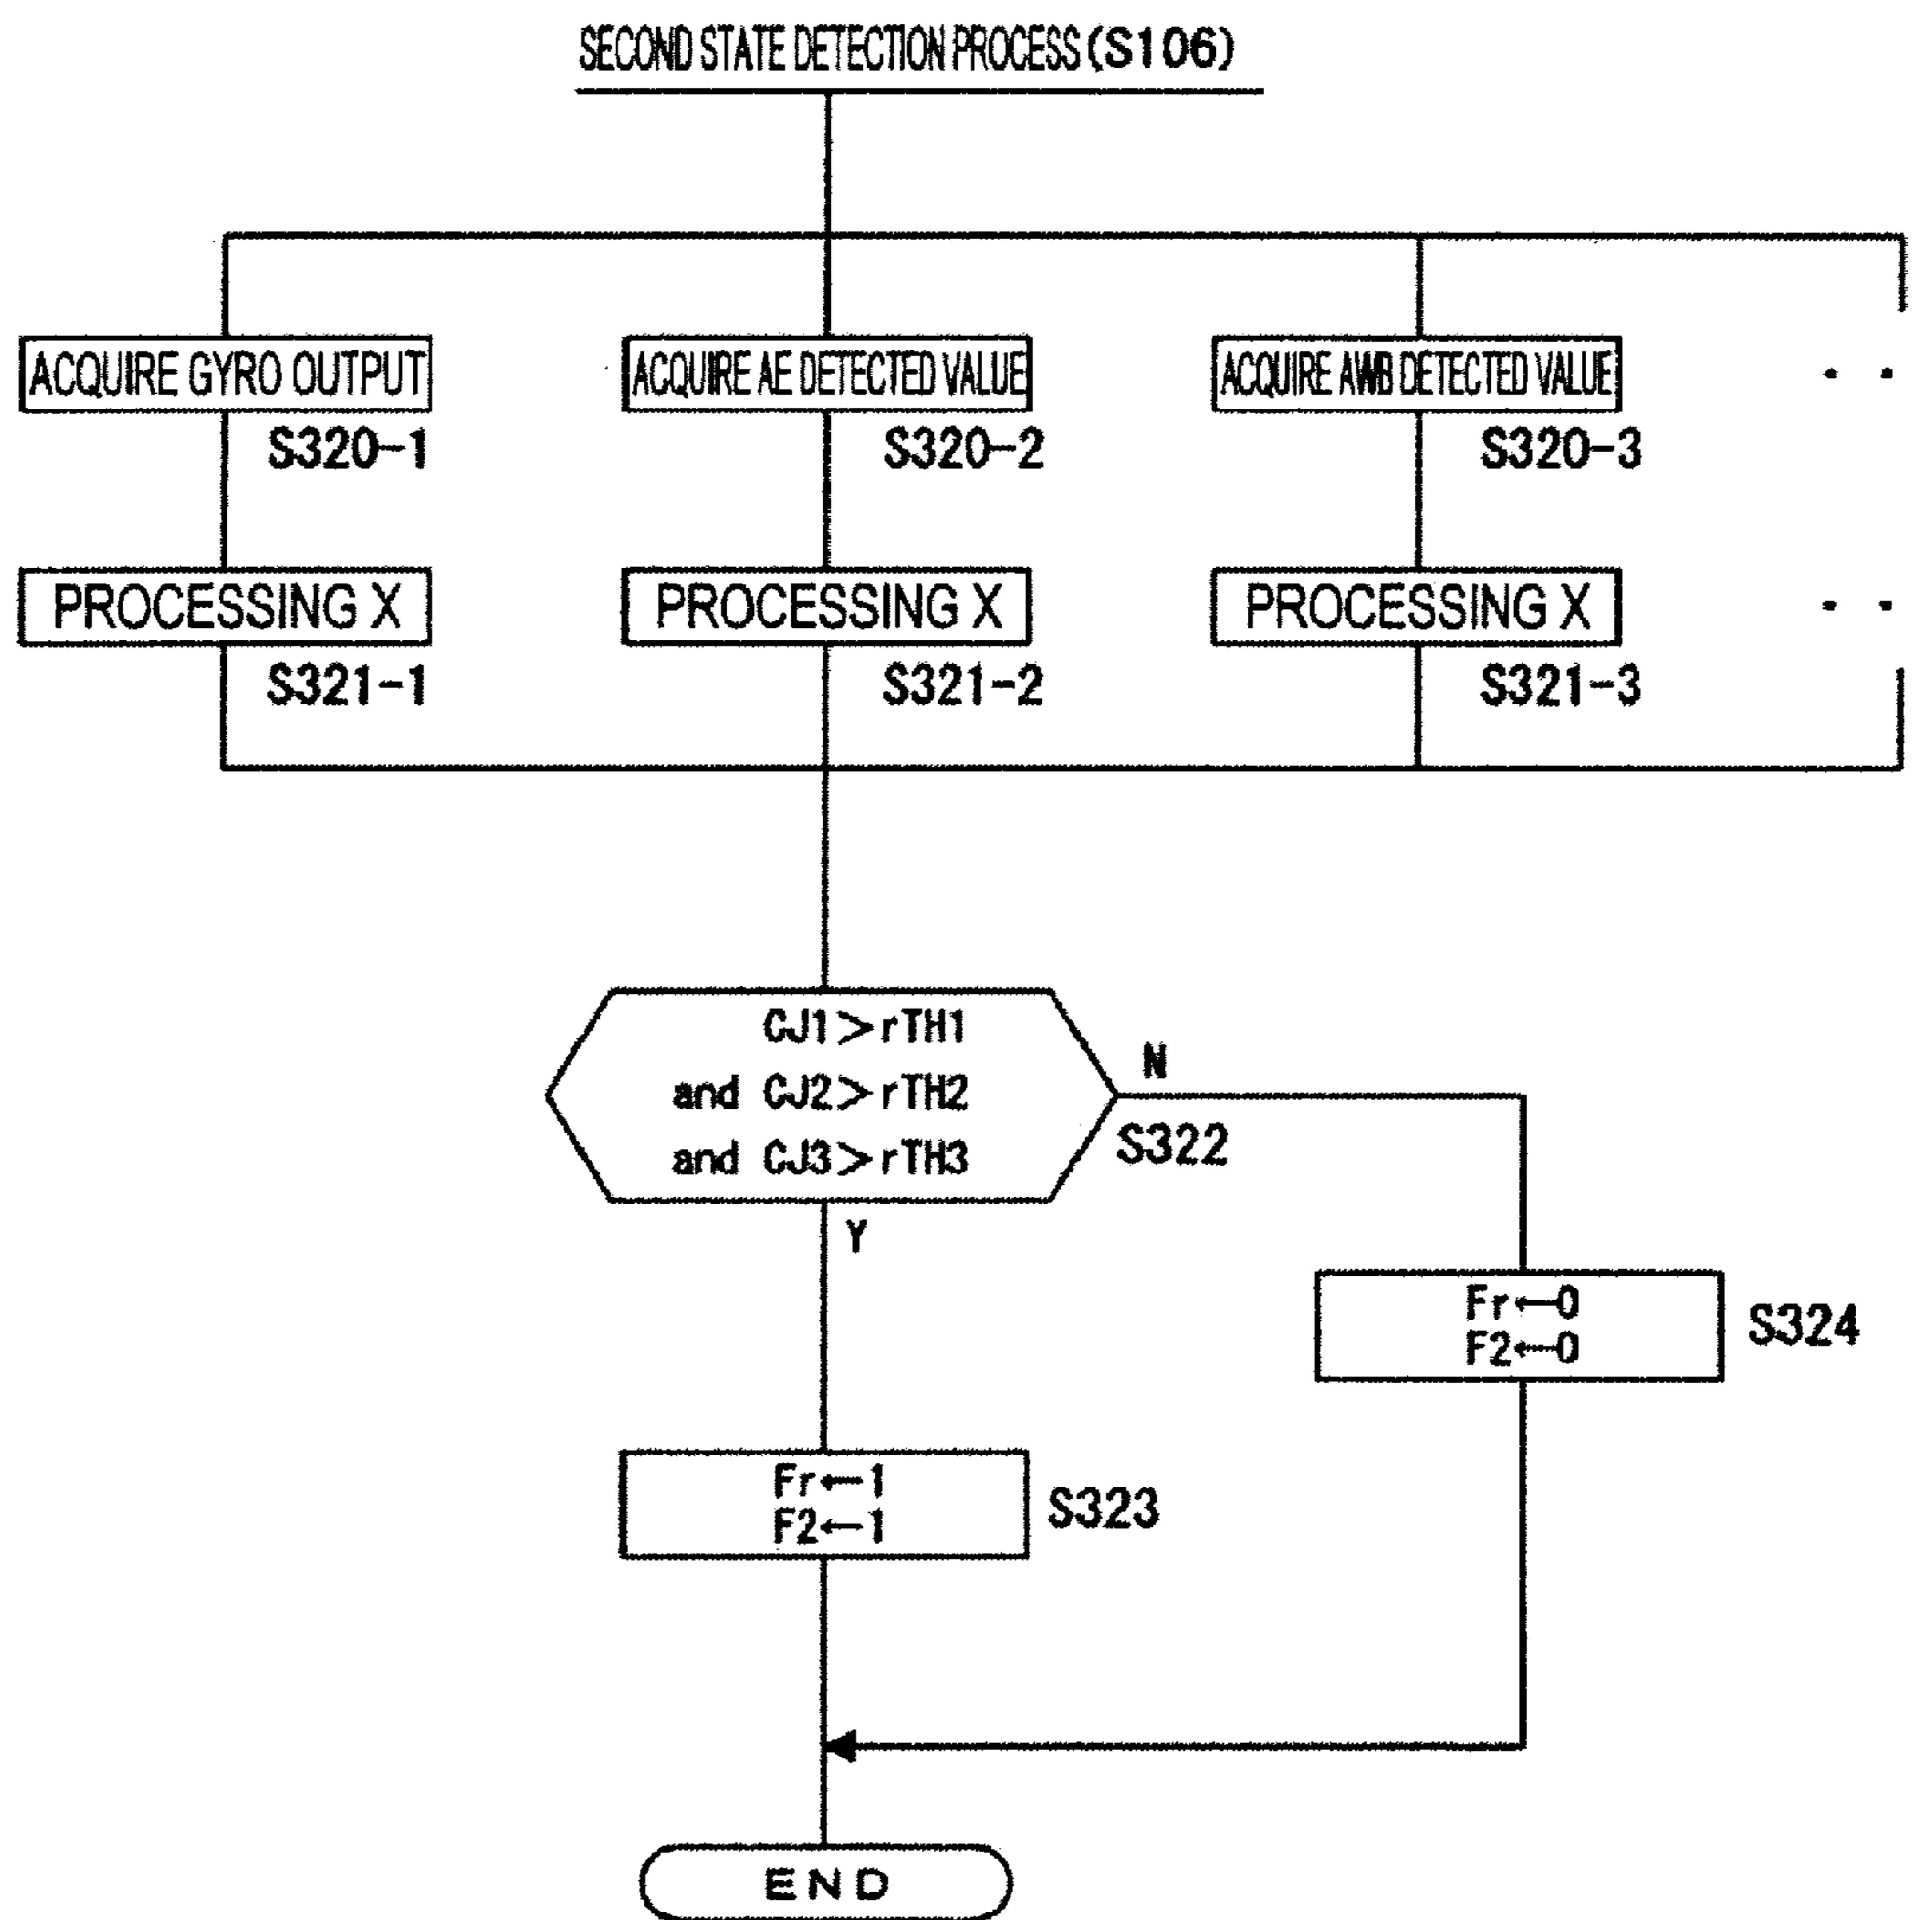 SECOND STATE DETECTION PROCESS(S106)
ACQUIRE GYRO OUTPUT
ACQUIRE AE DETECTED VALUE
ACQUIRE AWB DETECTED VALUE
S320-1
S320-2
S320-3
PROCESSING X
PROCESSING X
PROCESSING X
S321-1
S321-2
S321-3
CJ1>rTH1
and CJ2>rTH2
and CJ3>rTH3
N
S322
Y
Fr←0
F2←0
S324
Fr←1
F2←1
S323
END